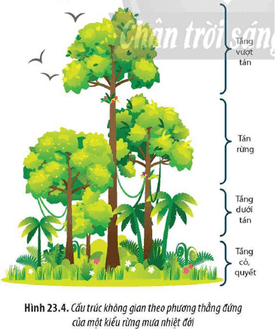 Chân trời sáng
Tầng
vượt
tán
Tán
rừng
Tầng
dưới
tán
Tầng
cỏ,
quyết
Hình 23.4. Cấu trúc không gian theo phương thẳng đứng
của một kiểu rừng mưa nhiệt đới